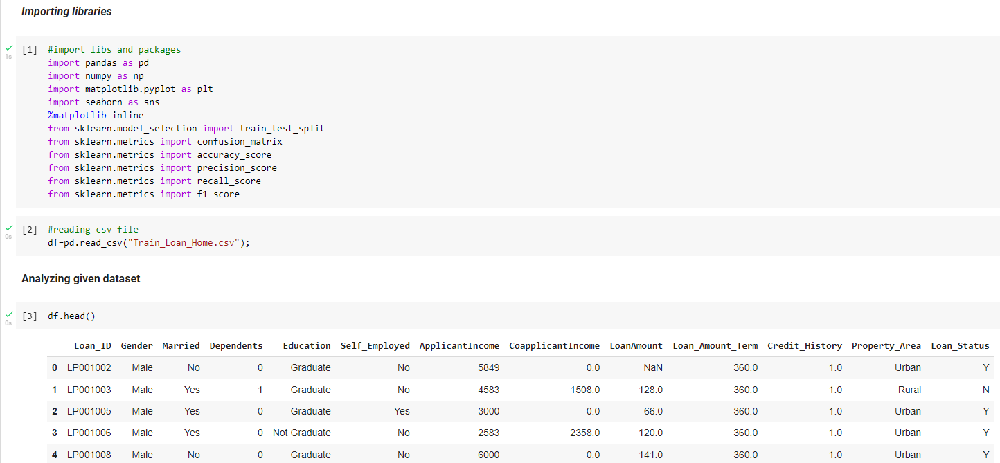 Importing libraries
[1] #import libs and packages
1s
import pandas as pd
import numpy as np
import matplotlib.pyplot as plt
import seaborn as sns
%matplotlib inline
from sklearn.model_selection import train_test_split
from sklearn.metrics import confusion_matrix
from sklearn.metrics import accuracy_score
from sklearn.metrics import precision_score
from sklearn.metrics import recall_score
from sklearn.metrics import f1_score
[2] #reading csv file
0s
df=pd.read_csv("Train_Loan_Home.csv");
Analyzing given dataset
[3] df.head()
0s
Loan_ID Gender Married Dependents Education Self_Employed ApplicantIncome CoapplicantIncome LoanAmount Loan_Amount_Term Credit_History Property_Area Loan_Status
0 LP001002 Male No 0 Graduate No 5849 0.0 NaN 360.0 1.0 Urban Y
1 LP001003 Male Yes 1 Graduate No 4583 1508.0 128.0 360.0 1.0 Rural N
2 LP001005 Male Yes 0 Graduate Yes 3000 0.0 66.0 360.0 1.0 Urban Y
3 LP001006 Male Yes 0 Not Graduate No 2583 2358.0 120.0 360.0 1.0 Urban Y
4 LP001008 Male No 0 Graduate No 6000 0.0 141.0 360.0 1.0 Urban Y